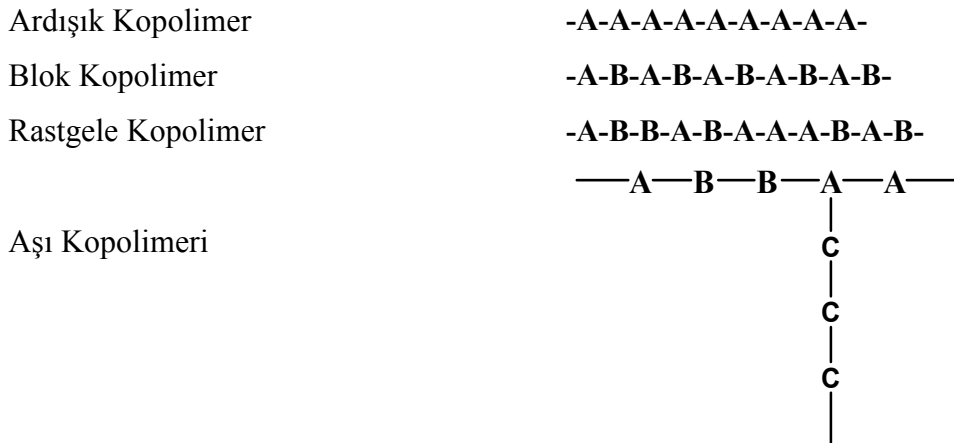 Ardışık Kopolimer -A-A-A-A-A-A-A-A-A-
Blok Kopolimer -A-B-A-B-A-B-A-B-A-B-
Rastgele Kopolimer -A-B-B-A-B-A-A-A-B-A-B-
A B B A A
Aşı Kopolimeri C
C
C